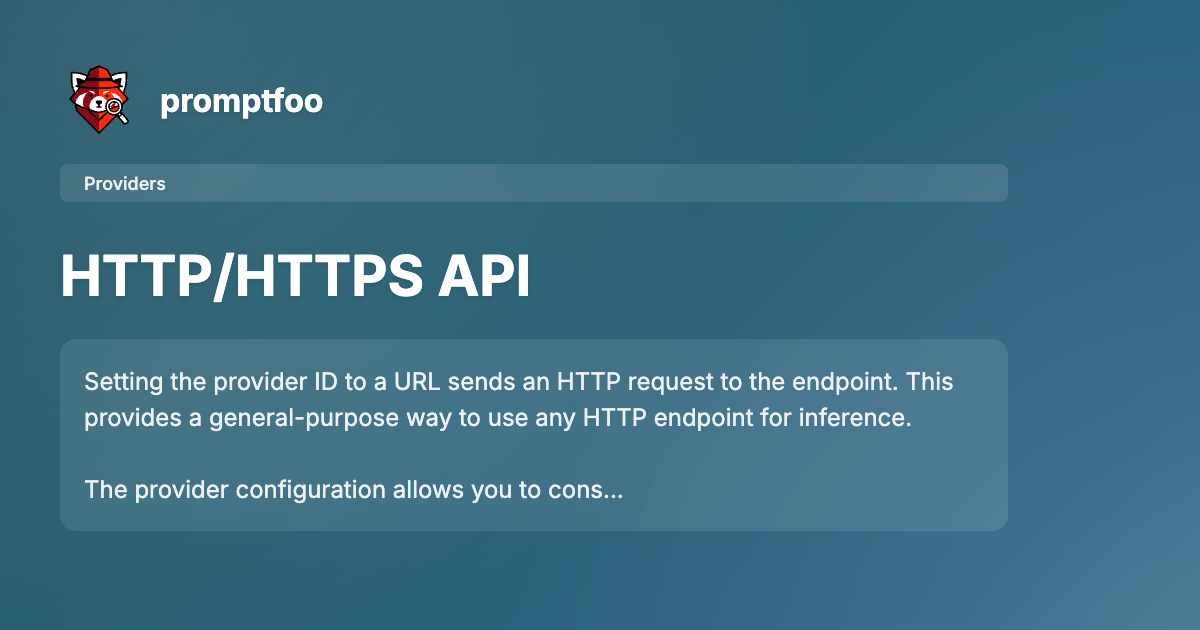 promptfoo
Providers
HTTP/HTTPS API
Setting the provider ID to a URL sends an HTTP request to the endpoint. This
provides a general-purpose way to use any HTTP endpoint for inference.
The provider configuration allows you to cons...